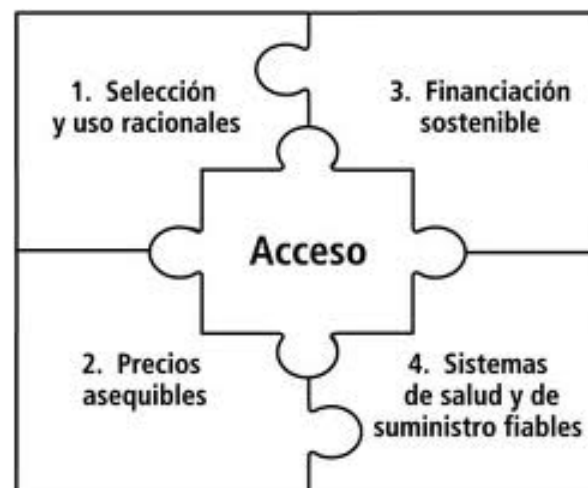 1. Selección
y uso racionales
3. Financiación
sostenible
Acceso
2. Precios
asequibles
4. Sistemas
de salud y de
suministro fiables